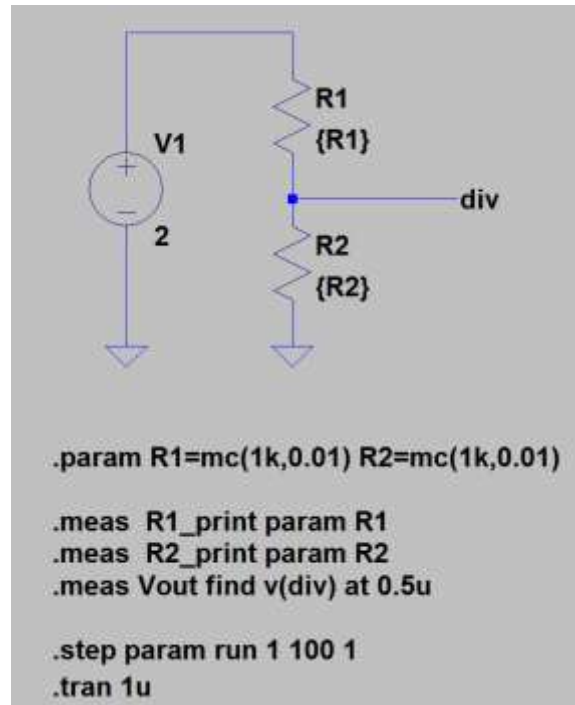 R1
{R1}
V1
+
2
div
R2
{R2}
.param R1=mc(1k,0.01) R2=mc(1k,0.01)
.meas  R1_print param R1
.meas  R2_print param R2
.meas Vout find v(div) at 0.5u
.step param run 1 100 1
.tran 1u